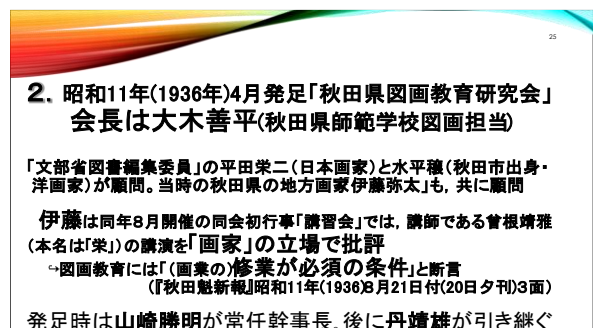 25
2. 昭和11年(1936年)4月発足「秋田県図画教育研究会」
会長は大木善平(秋田県師範学校図画担当)
「文部省図書編集委員」の平田栄二(日本画家)と水平穣(秋田市出身・
洋画家)が顧問。当時の秋田県の地方画家伊藤弥太」も, 共に顧問
伊藤は同年8月開催の同会初行事「講習会」では, 講師である曽根靖雅
(本名は「栄」)の講演を「画家」の立場で批評
↪図画教育には「(画業の)修業が必須の条件」と断言
(『秋田魁新報』昭和11年(1936)8月21日付(20日夕刊)3面)
発足時は山崎勝明が常任幹事長, 後に丹靖雄が引き継ぐ